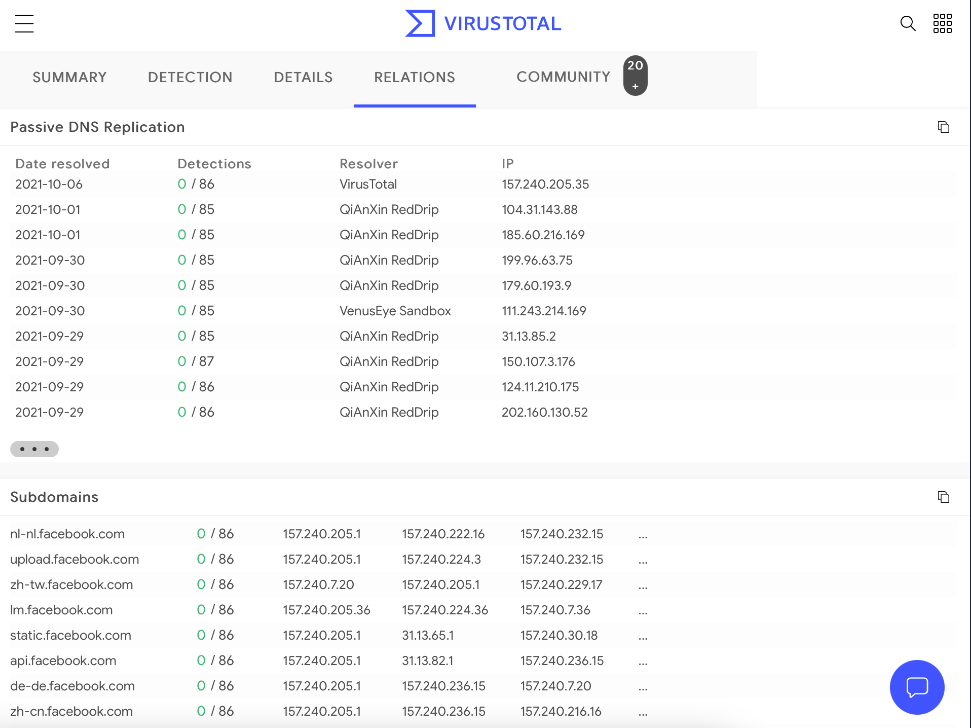 VIRUSTOTAL
SUMMARY DETECTION DETAILS RELATIONS COMMUNITY 20 +
Passive DNS Replication
Date resolved Detections Resolver IP
2021-10-06 0 / 86 VirusTotal 157.240.205.35
2021-10-01 0 / 85 QiAnXin RedDrip 104.31.143.88
2021-10-01 0 / 85 QiAnXin RedDrip 185.60.216.169
2021-09-30 0 / 85 QiAnXin RedDrip 199.96.63.75
2021-09-30 0 / 85 QiAnXin RedDrip 179.60.193.9
2021-09-30 0 / 85 VenusEye Sandbox 111.243.214.169
2021-09-29 0 / 85 QiAnXin RedDrip 31.13.85.2
2021-09-29 0 / 87 QiAnXin RedDrip 150.107.3.176
2021-09-29 0 / 86 QiAnXin RedDrip 124.11.210.175
2021-09-29 0 / 86 QiAnXin RedDrip 202.160.130.52
Subdomains
nl-nl.facebook.com 0 / 86 157.240.205.1 157.240.222.16 157.240.232.15 ...
upload.facebook.com 0 / 86 157.240.205.1 157.240.224.3 157.240.232.15 ...
zh-tw.facebook.com 0 / 86 157.240.7.20 157.240.205.1 157.240.229.17 ...
lm.facebook.com 0 / 86 157.240.205.36 157.240.224.36 157.240.7.36 ...
static.facebook.com 0 / 86 157.240.205.1 31.13.65.1 157.240.30.18 ...
api.facebook.com 0 / 86 157.240.205.1 31.13.82.1 157.240.236.15 ...
de-de.facebook.com 0 / 86 157.240.205.1 157.240.236.15 157.240.7.20 ...
zh-cn.facebook.com 0 / 86 157.240.205.1 157.240.236.15 157.240.216.16 ...